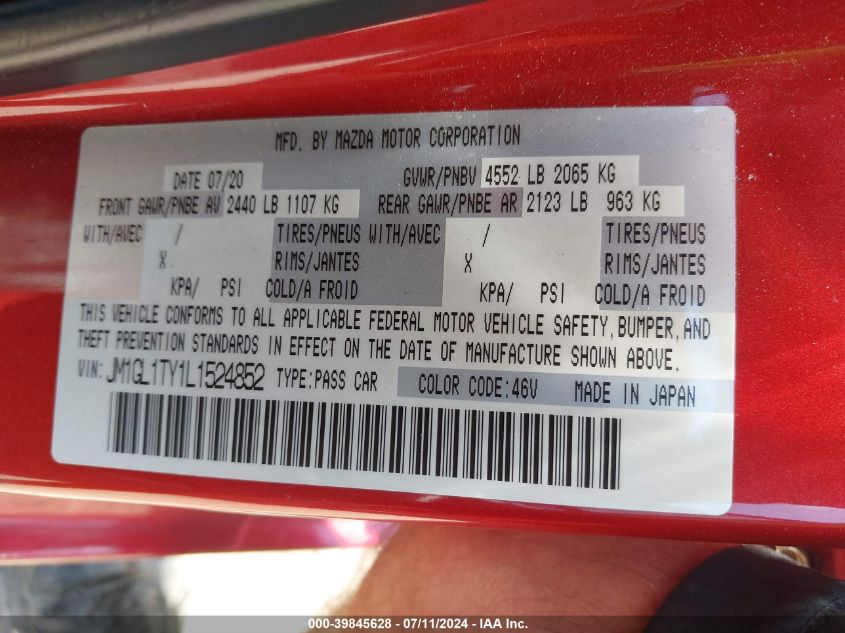 MFD. BY MAZDA MOTOR CORPORATION
DATE 07/20 GVWR/PNBV 4552 LB 2065 KG
FRONT GAWR/PNBE AV 2440 LB 1107 KG REAR GAWR/PNBE AR 2123 LB 963 KG
WITH/AVEC / TIRES/PNEUS WITH/AVEC / TIRES/PNEUS
X RIMS/JANTES X RIMS/JANTES
KPA/ PSI COLD/A FROID KPA/ PSI COLD/A FROID
THIS VEHICLE CONFORMS TO ALL APPLICABLE FEDERAL MOTOR VEHICLE SAFETY, BUMPER, AND
THEFT PREVENTION STANDARDS IN EFFECT ON THE DATE OF MANUFACTURE SHOWN ABOVE.
VIN: JM1GL1TY1L1524852 TYPE:PASS CAR COLOR CODE:46V MADE IN JAPAN
000-39845628 - 07/11/2024 - IAA Inc.